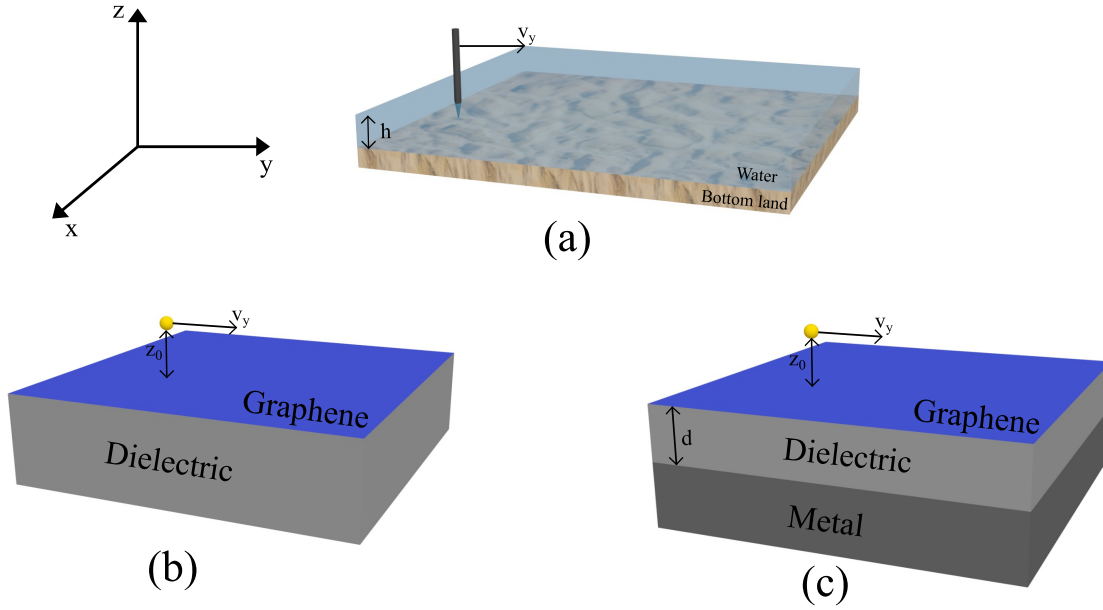 z
y
x
v_y
h
Water
Bottom land
(a)
v_y
z_0
Graphene
Dielectric
(b)
v_y
z_0
Graphene
d
Dielectric
Metal
(c)